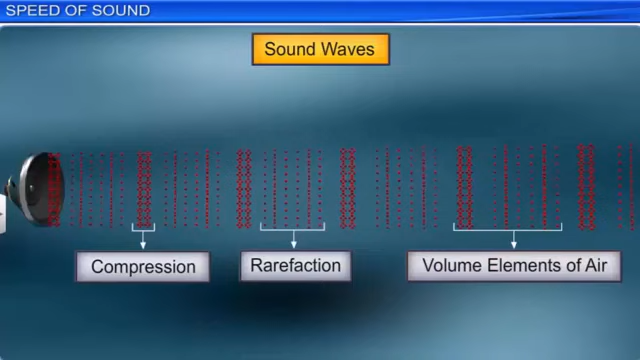 SPEED OF SOUND
Sound Waves
Compression
Rarefaction
Volume Elements of Air